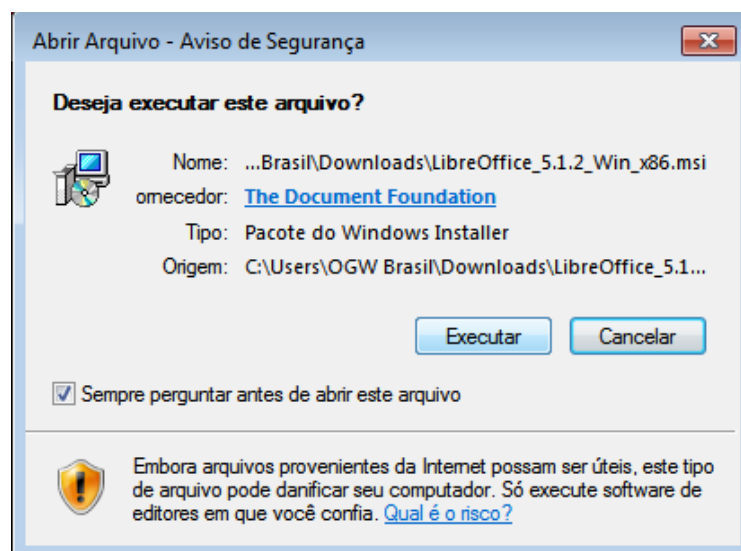 Abrir Arquivo - Aviso de Segurança
Deseja executar este arquivo?
Nome: ...Brasil\Downloads\LibreOffice_5.1.2_Win_x86.msi
ornecedor: The Document Foundation
Tipo: Pacote do Windows Installer
Origem: C:\Users\OGW Brasil\Downloads\LibreOffice_5.1...
Executar Cancelar
Sempre perguntar antes de abrir este arquivo
Embora arquivos provenientes da Internet possam ser úteis, este tipo
de arquivo pode danificar seu computador. Só execute software de
editores em que você confia. Qual é o risco?